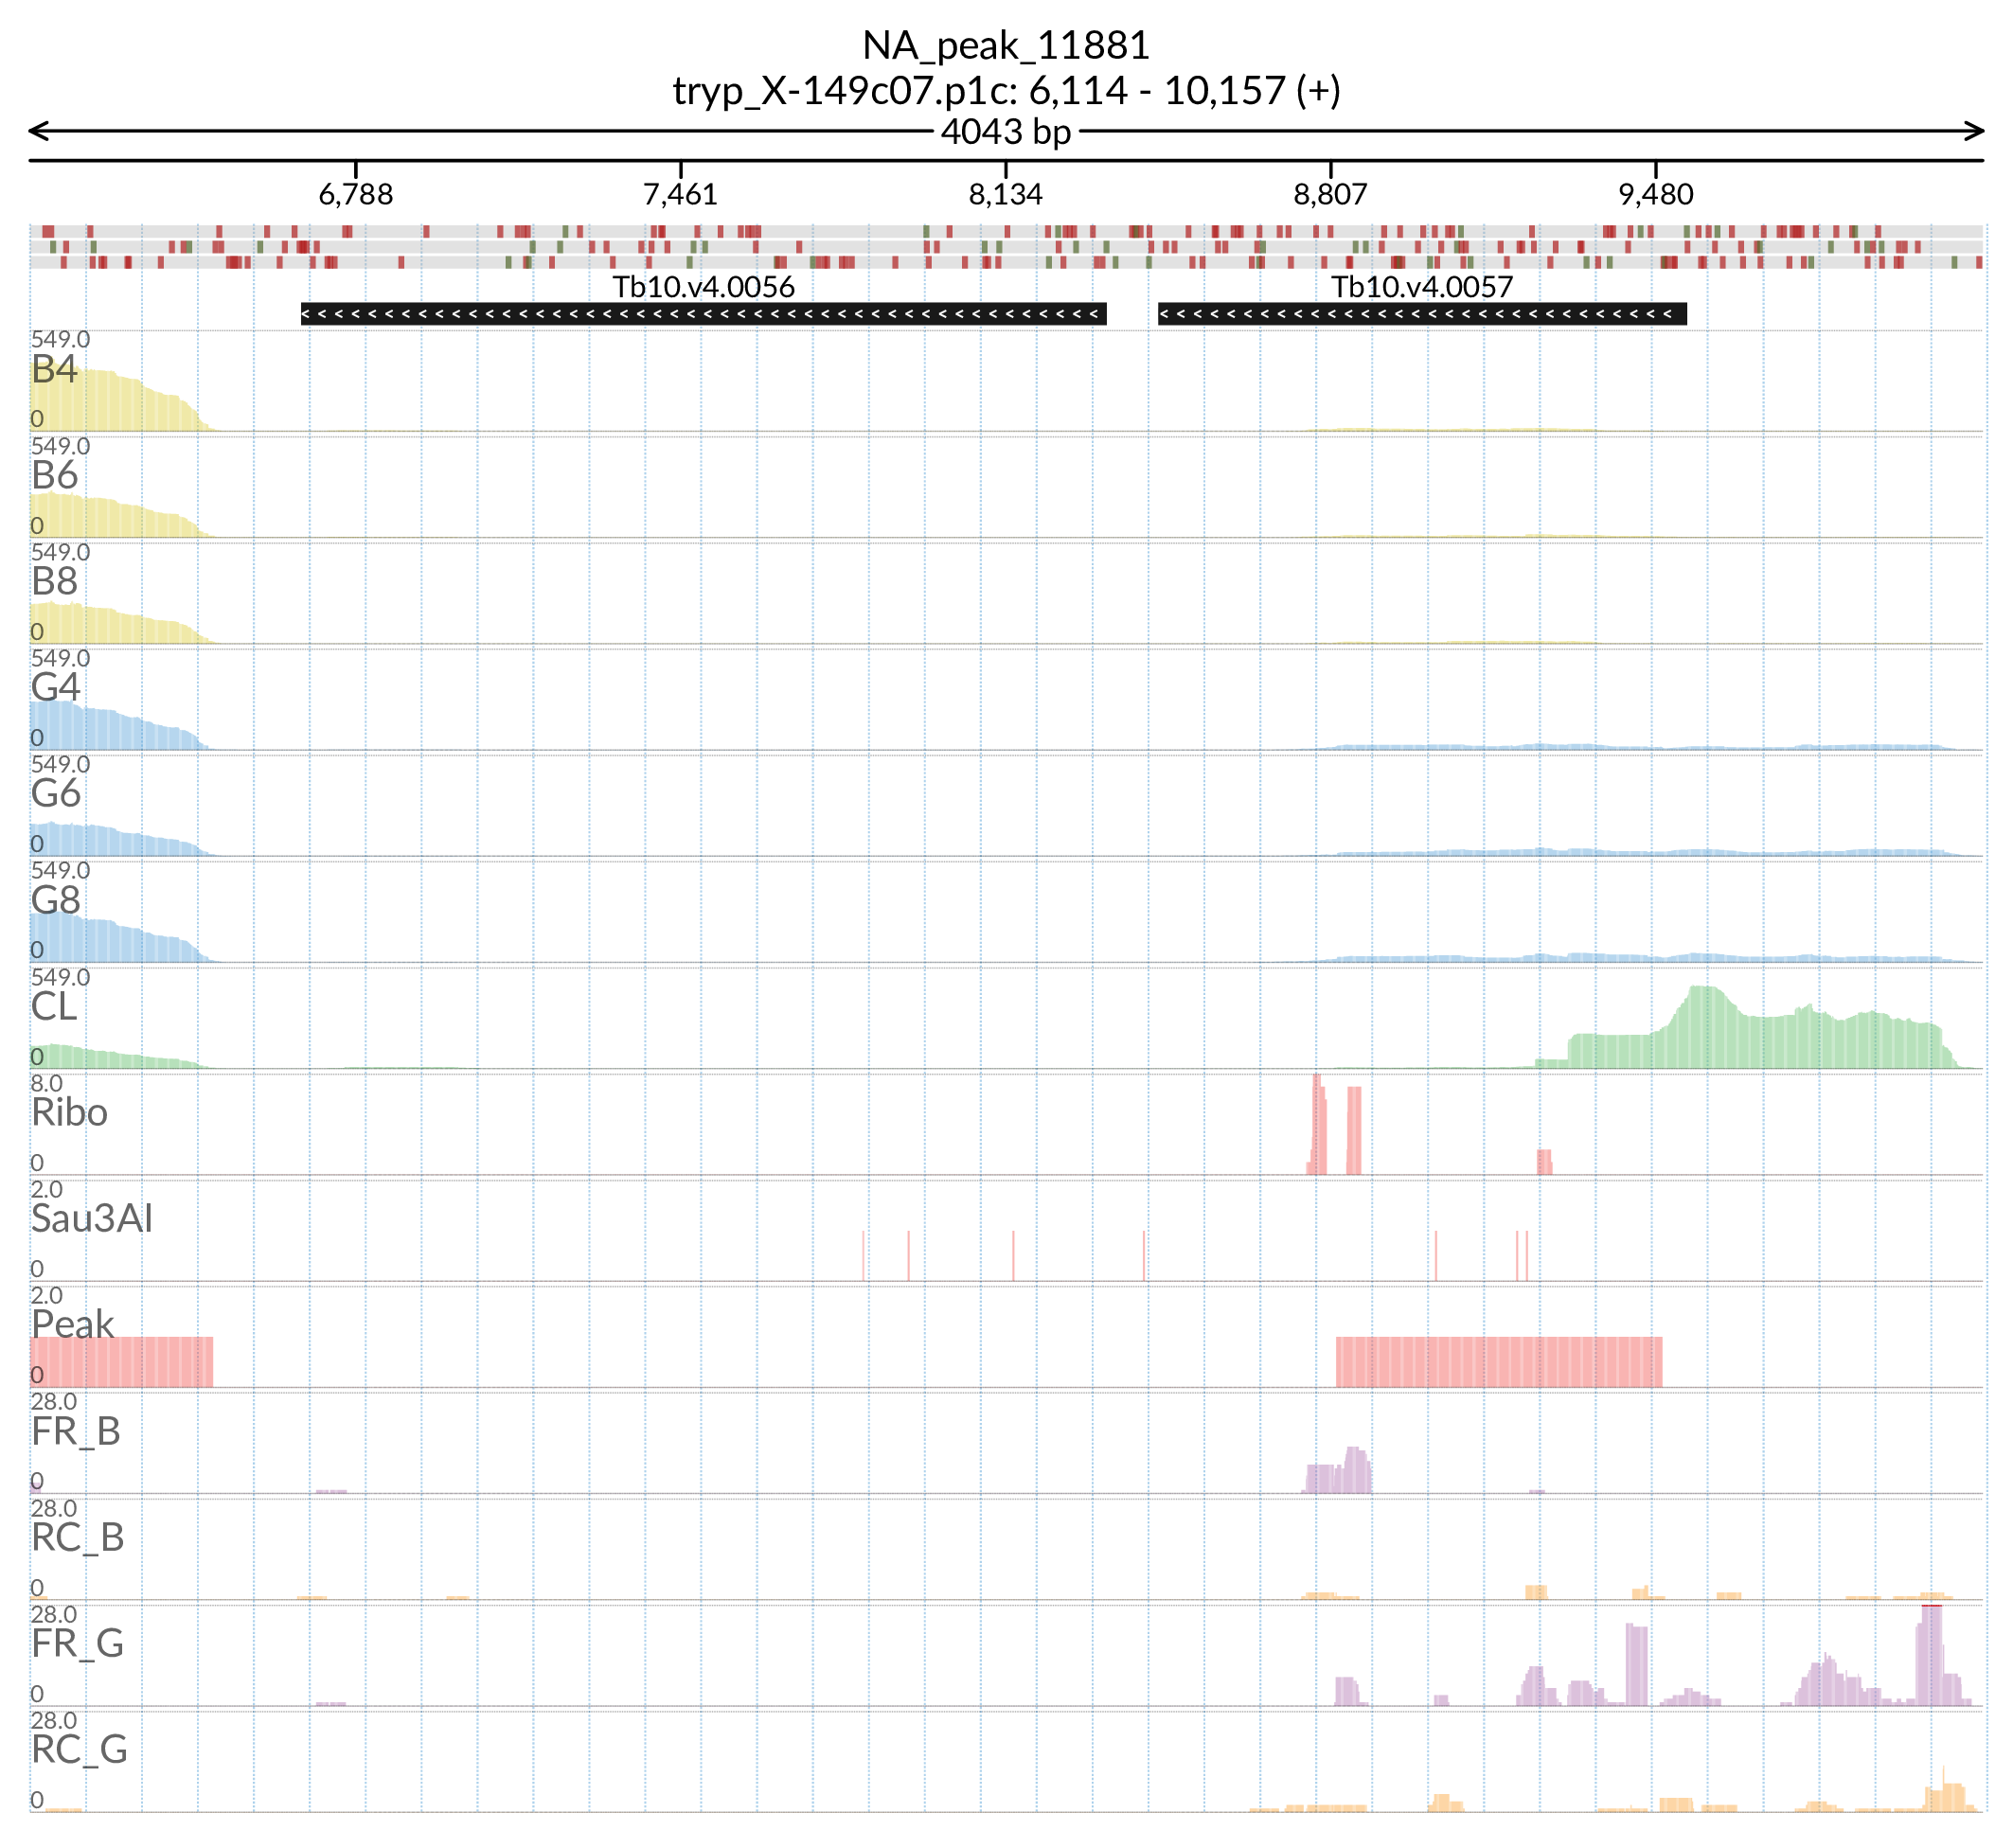 NA_peak_11881
tryp_X-149c07.p1c: 6,114 - 10,157 (+)
4043 bp
6,788 7,461 8,134 8,807 9,480
Tb10.v4.0056 Tb10.v4.0057
549.0
B4
0
549.0
B6
0
549.0
B8
0
549.0
G4
0
549.0
G6
0
549.0
G8
0
549.0
CL
0
8.0
Ribo
0
2.0
Sau3AI
0
2.0
Peak
0
28.0
FR_B
0
28.0
RC_B
0
28.0
FR_G
0
28.0
RC_G
0